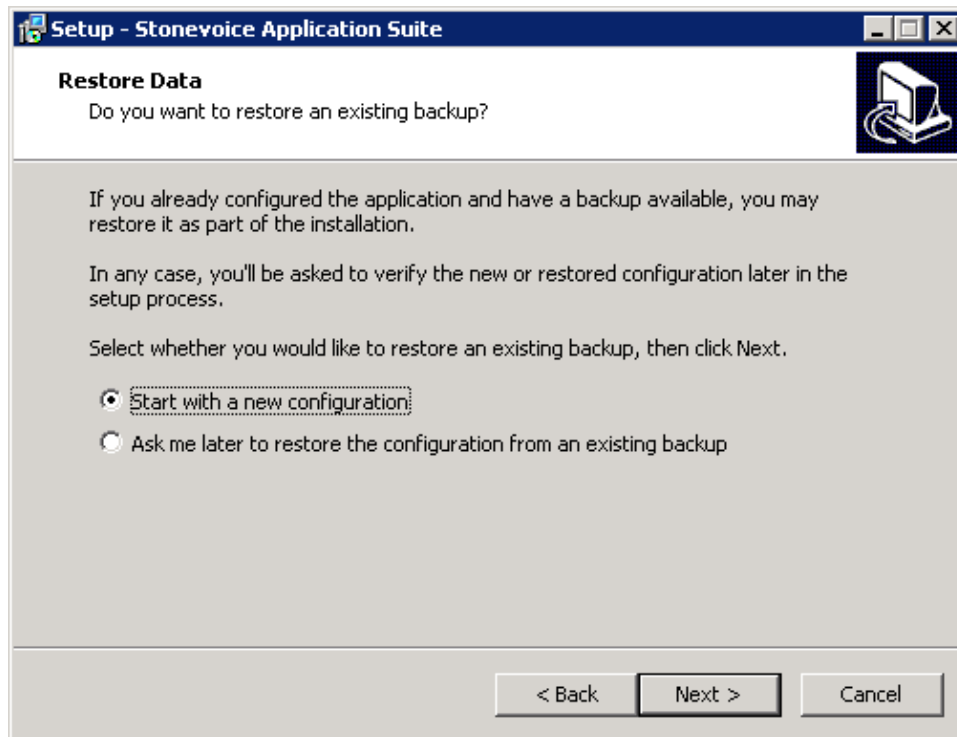 Setup - Stonevoice Application Suite
Restore Data
Do you want to restore an existing backup?
If you already configured the application and have a backup available, you may
restore it as part of the installation.
In any case, you'll be asked to verify the new or restored configuration later in the
setup process.
Select whether you would like to restore an existing backup, then click Next.
Start with a new configuration
Ask me later to restore the configuration from an existing backup
< Back Next > Cancel